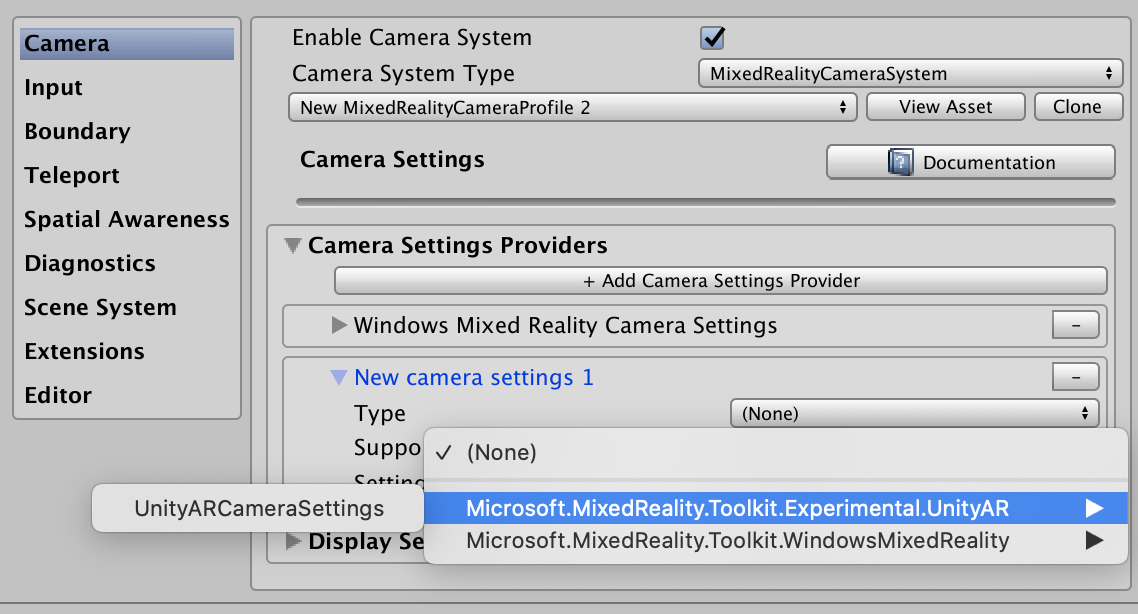 Camera
Input
Boundary
Teleport
Spatial Awareness
Diagnostics
Scene System
Extensions
Editor
Enable Camera System
Camera System Type
MixedRealityCameraSystem
New MixedRealityCameraProfile 2
View Asset
Clone
Camera Settings
Documentation
Camera Settings Providers
+ Add Camera Settings Provider
Windows Mixed Reality Camera Settings
-
New camera settings 1
-
Type
(None)
Suppo
(None)
UnityARCameraSettings
Microsoft.MixedReality.Toolkit.Experimental.UnityAR
Display Se
Microsoft.MixedReality.Toolkit.WindowsMixedReality